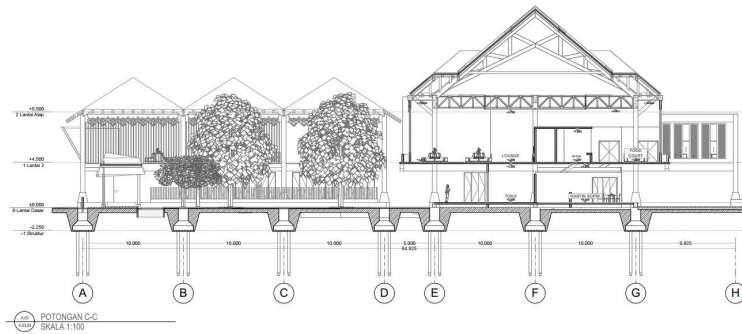 +9.500
2 Lantai Atap
+4.500
1 Lantai 2
LOUNGE
FOOD
COURT
±0.000
0 Lantai Dasar
TOKO
KANTIN SOPIR
-2.250
-1 Struktur
10.000 10.000 10.000 5.000 10.000 10.000 9.925
64.925
A B C D E F G H
POTONGAN C-C
SKALA 1:100